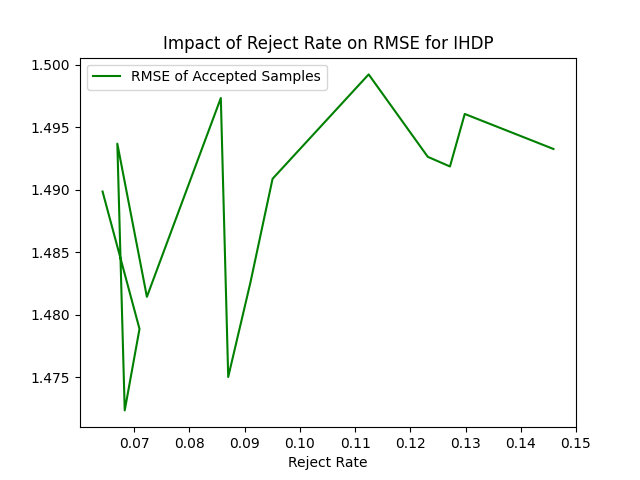 Impact of Reject Rate on RMSE for IHDP
RMSE of Accepted Samples
1.500
1.495
1.490
1.485
1.480
1.475
0.07 0.08 0.09 0.10 0.11 0.12 0.13 0.14 0.15
Reject Rate